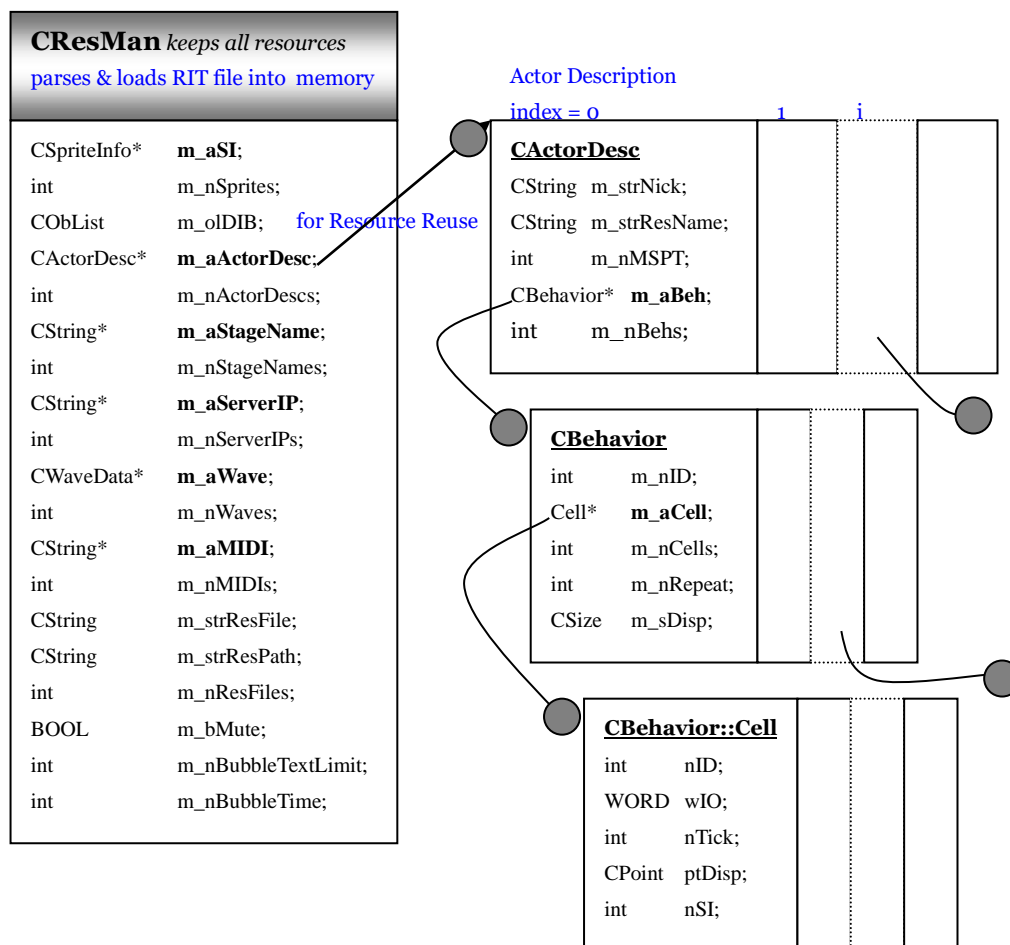 CResMan keeps all resources
parses & loads RIT file into memory
CSpriteInfo* m_aSI;
int m_nSprites;
CObList m_olDIB; for Resource Reuse
CActorDesc* m_aActorDesc;
int m_nActorDescs;
CString* m_aStageName;
int m_nStageNames;
CString* m_aServerIP;
int m_nServerIPs;
CWaveData* m_aWave;
int m_nWaves;
CString* m_aMIDI;
int m_nMIDIs;
CString m_strResFile;
CString m_strResPath;
int m_nResFiles;
BOOL m_bMute;
int m_nBubbleTextLimit;
int m_nBubbleTime;
Actor Description
index = 0 1 i
CActorDesc
CString m_strNick;
CString m_strResName;
int m_nMSPT;
CBehavior* m_aBeh;
int m_nBehs;
CBehavior
int m_nID;
Cell* m_aCell;
int m_nCells;
int m_nRepeat;
CSize m_sDisp;
CBehavior::Cell
int nID;
WORD wIO;
int nTick;
CPoint ptDisp;
int nSI;